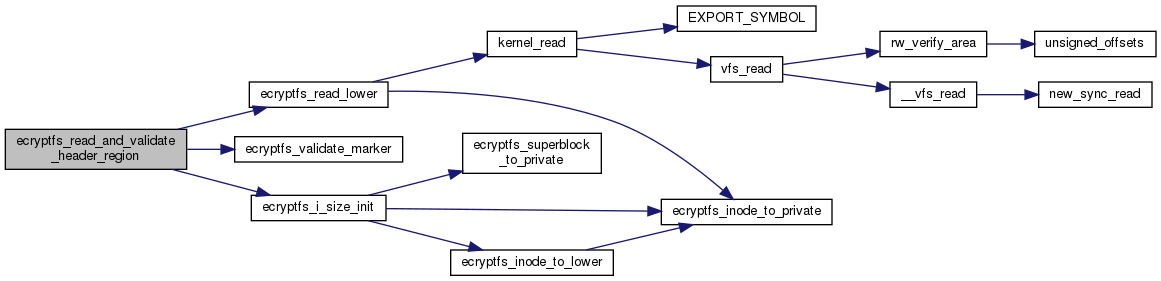 ecryptfs_read_and_validate
_header_region
ecryptfs_read_lower
kernel_read
EXPORT_SYMBOL
vfs_read
rw_verify_area
unsigned_offsets
__vfs_read
new_sync_read
ecryptfs_validate_marker
ecryptfs_i_size_init
ecryptfs_superblock
_to_private
ecryptfs_inode_to_private
ecryptfs_inode_to_lower